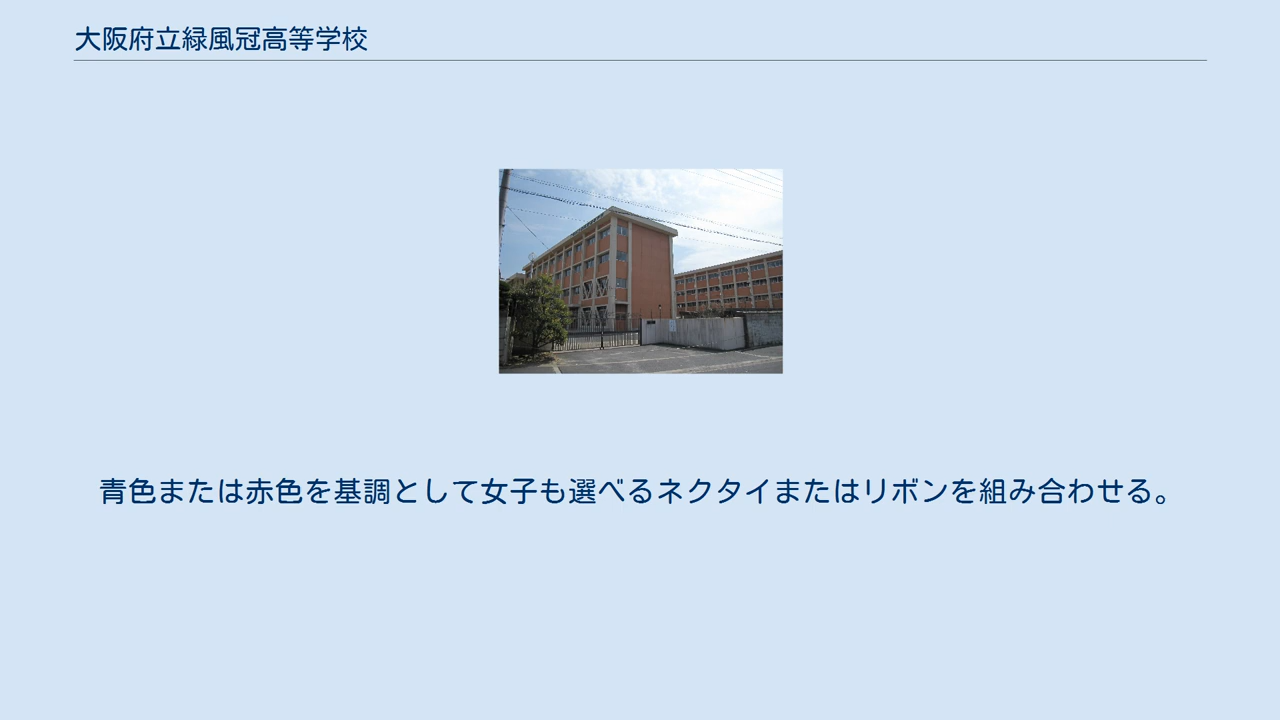 大阪府立緑風冠高等学校
青色または赤色を基調として女子も選べるネクタイまたはリボンを組み合わせる。